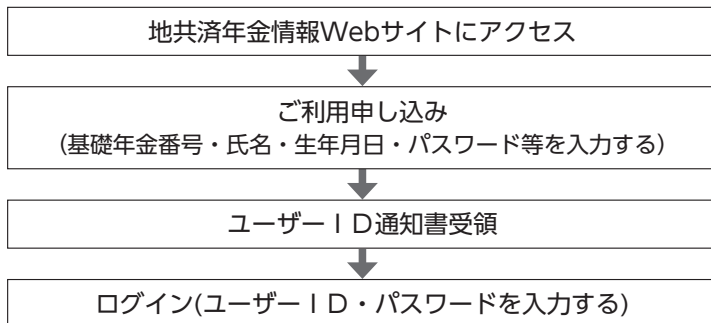 地共済年金情報Webサイトにアクセス
ご利用申し込み
(基礎年金番号・氏名・生年月日・パスワード等を入力する)
ユーザーＩＤ通知書受領
ログイン(ユーザーＩＤ・パスワードを入力する)